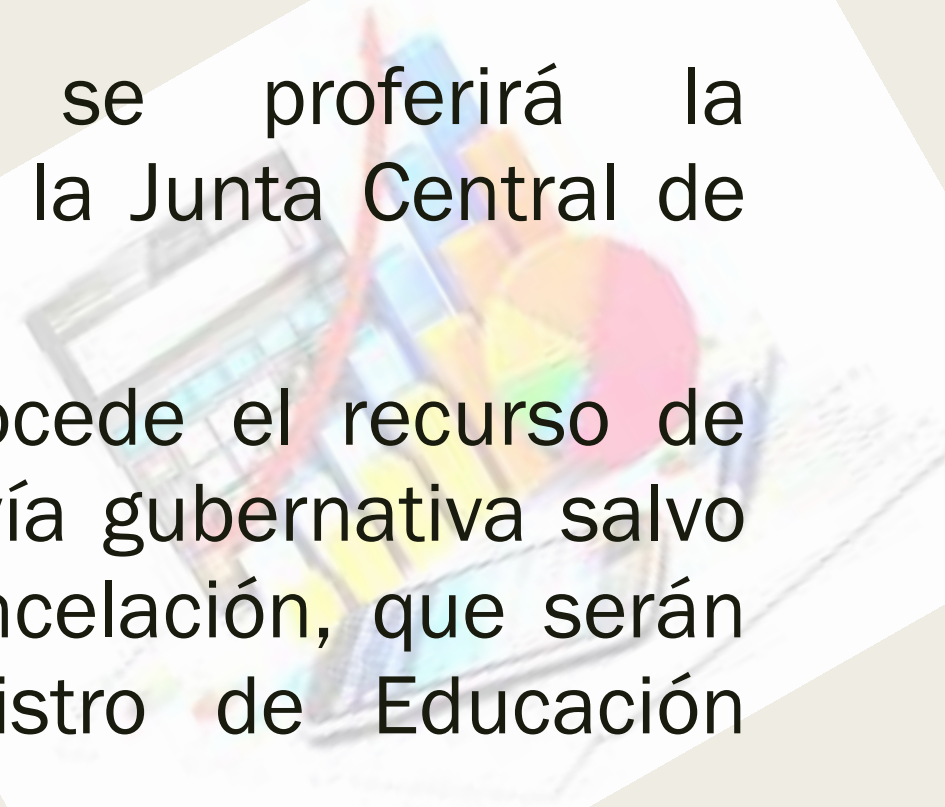 se proferirá la
la Junta Central de
ocede el recurso de
vía gubernativa salvo
ncelación, que serán
istro de Educación